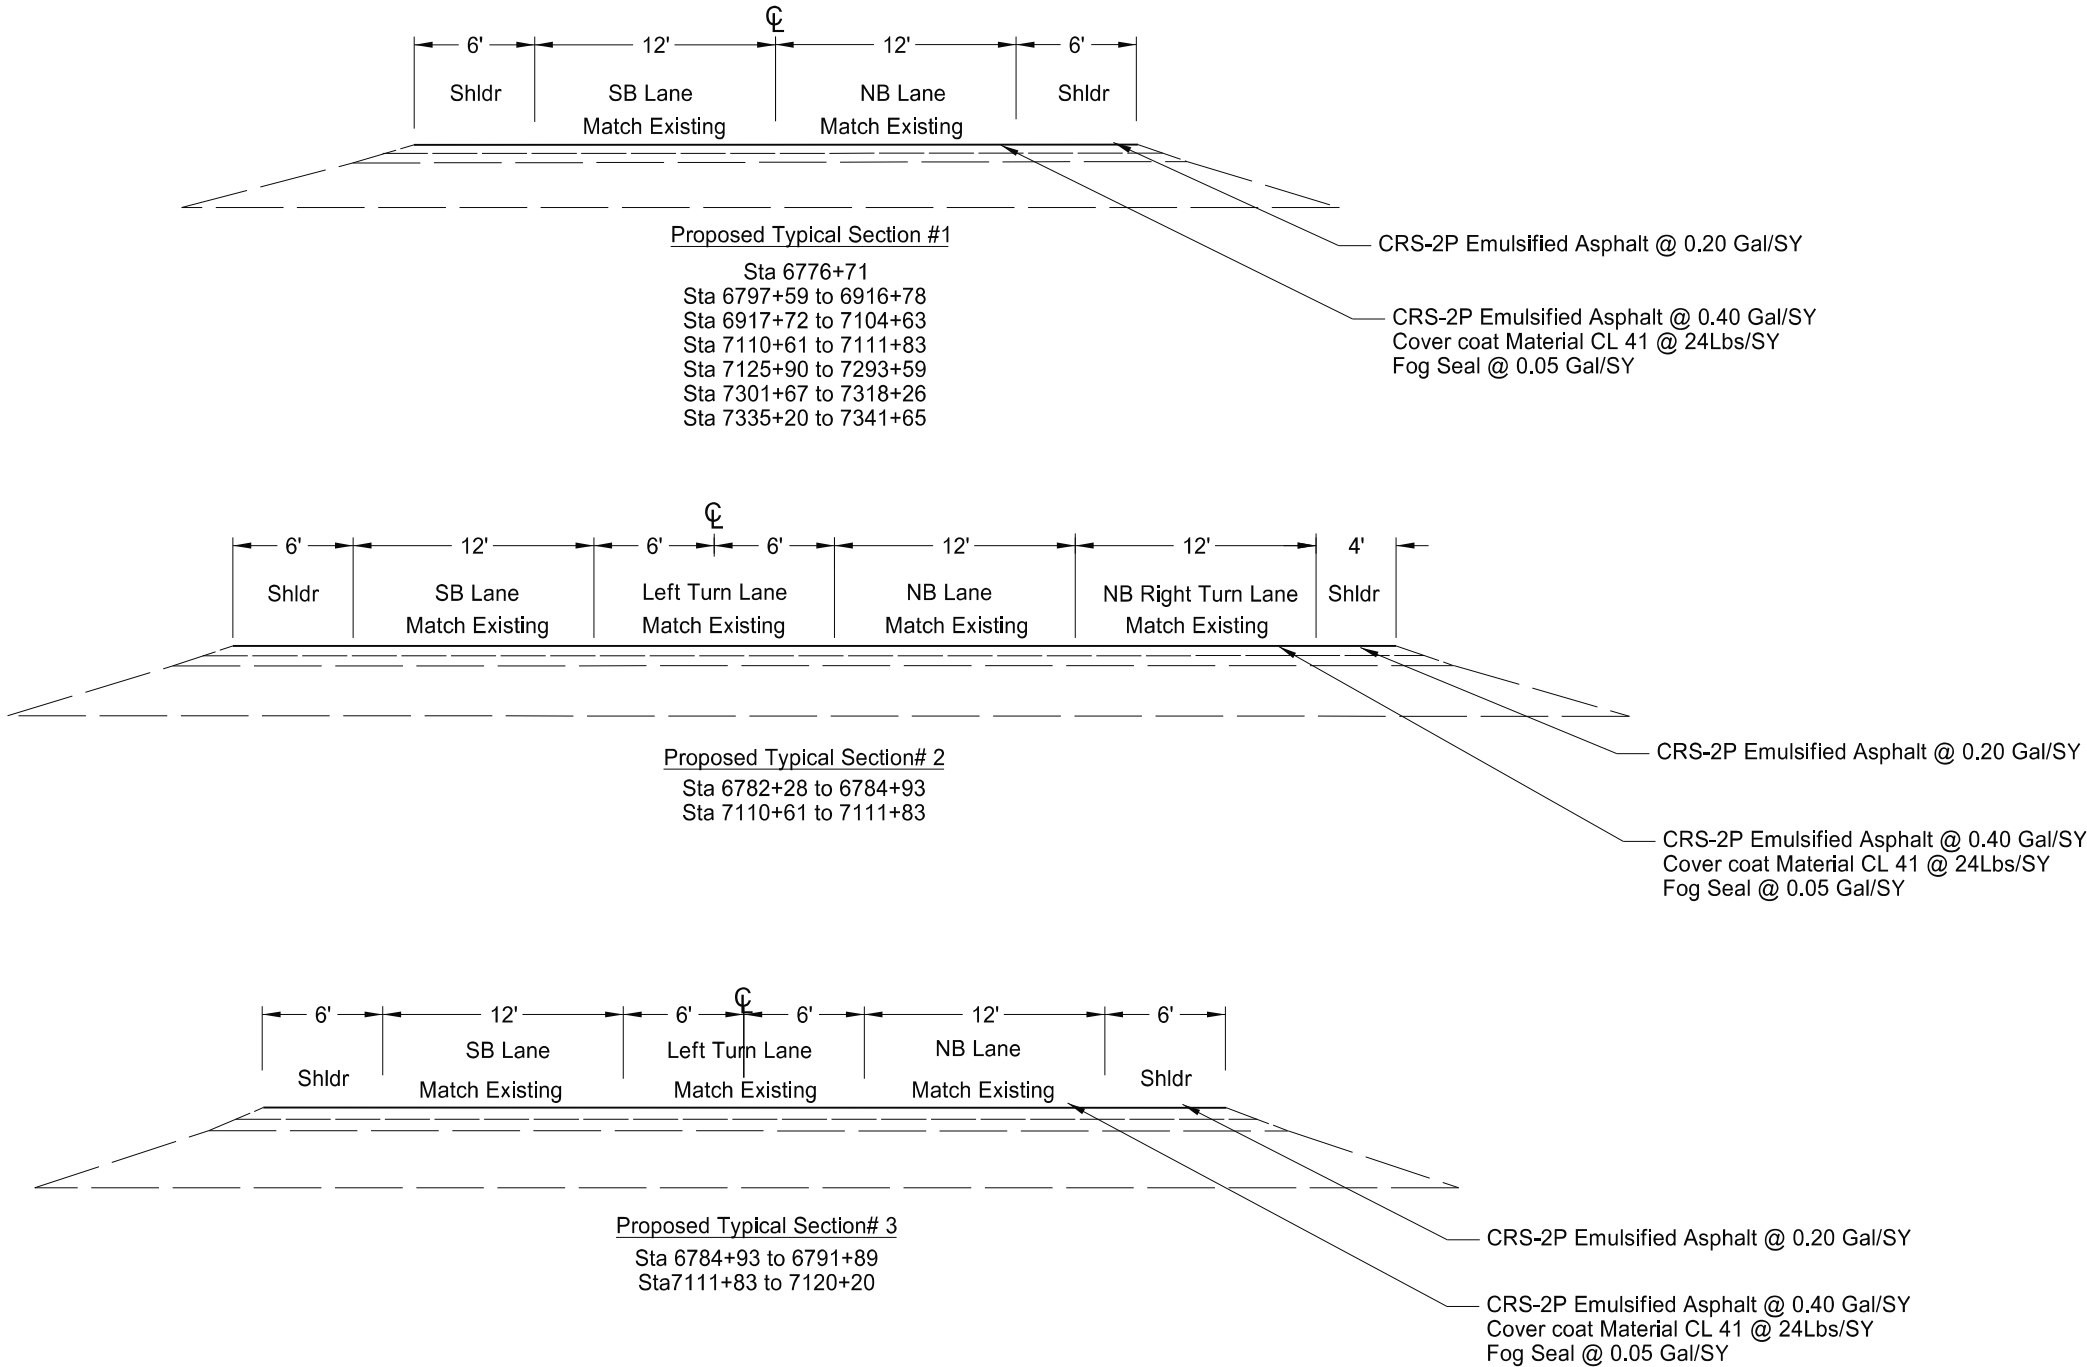 ℄
6' 12' 12' 6'
Shldr SB Lane NB Lane Shldr
Match Existing Match Existing
Proposed Typical Section #1
Sta 6776+71
Sta 6797+59 to 6916+78
Sta 6917+72 to 7104+63
Sta 7110+61 to 7111+83
Sta 7125+90 to 7293+59
Sta 7301+67 to 7318+26
Sta 7335+20 to 7341+65
CRS-2P Emulsified Asphalt @ 0.20 Gal/SY
CRS-2P Emulsified Asphalt @ 0.40 Gal/SY
Cover coat Material CL 41 @ 24Lbs/SY
Fog Seal @ 0.05 Gal/SY
℄
6' 12' 6' 6' 12' 12' 4'
Shldr SB Lane Left Turn Lane NB Lane NB Right Turn Lane Shldr
Match Existing Match Existing Match Existing Match Existing
Proposed Typical Section# 2
Sta 6782+28 to 6784+93
Sta 7110+61 to 7111+83
CRS-2P Emulsified Asphalt @ 0.20 Gal/SY
CRS-2P Emulsified Asphalt @ 0.40 Gal/SY
Cover coat Material CL 41 @ 24Lbs/SY
Fog Seal @ 0.05 Gal/SY
℄
6' 12' 6' 6' 12' 6'
SB Lane Left Turn Lane NB Lane
Shldr Match Existing Match Existing Match Existing Shldr
Proposed Typical Section# 3
Sta 6784+93 to 6791+89
Sta7111+83 to 7120+20
CRS-2P Emulsified Asphalt @ 0.20 Gal/SY
CRS-2P Emulsified Asphalt @ 0.40 Gal/SY
Cover coat Material CL 41 @ 24Lbs/SY
Fog Seal @ 0.05 Gal/SY